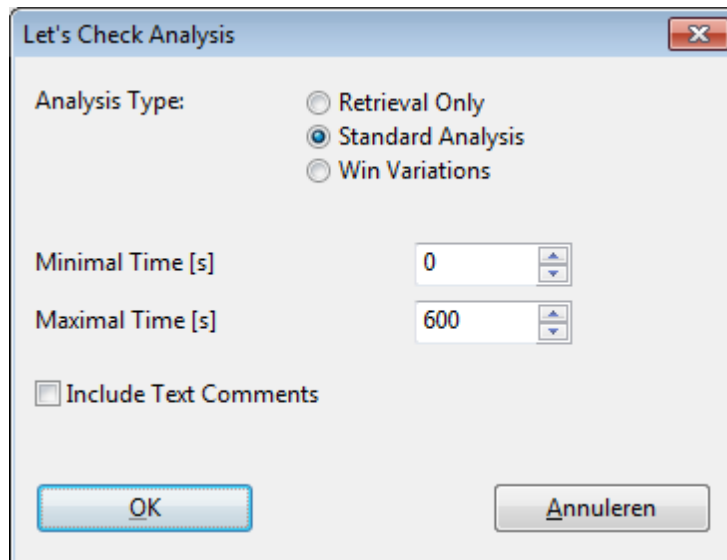 Let's Check Analysis
Analysis Type:
Retrieval Only
Standard Analysis
Win Variations
Minimal Time [s]
0
Maximal Time [s]
600
Include Text Comments
OK
Annuleren